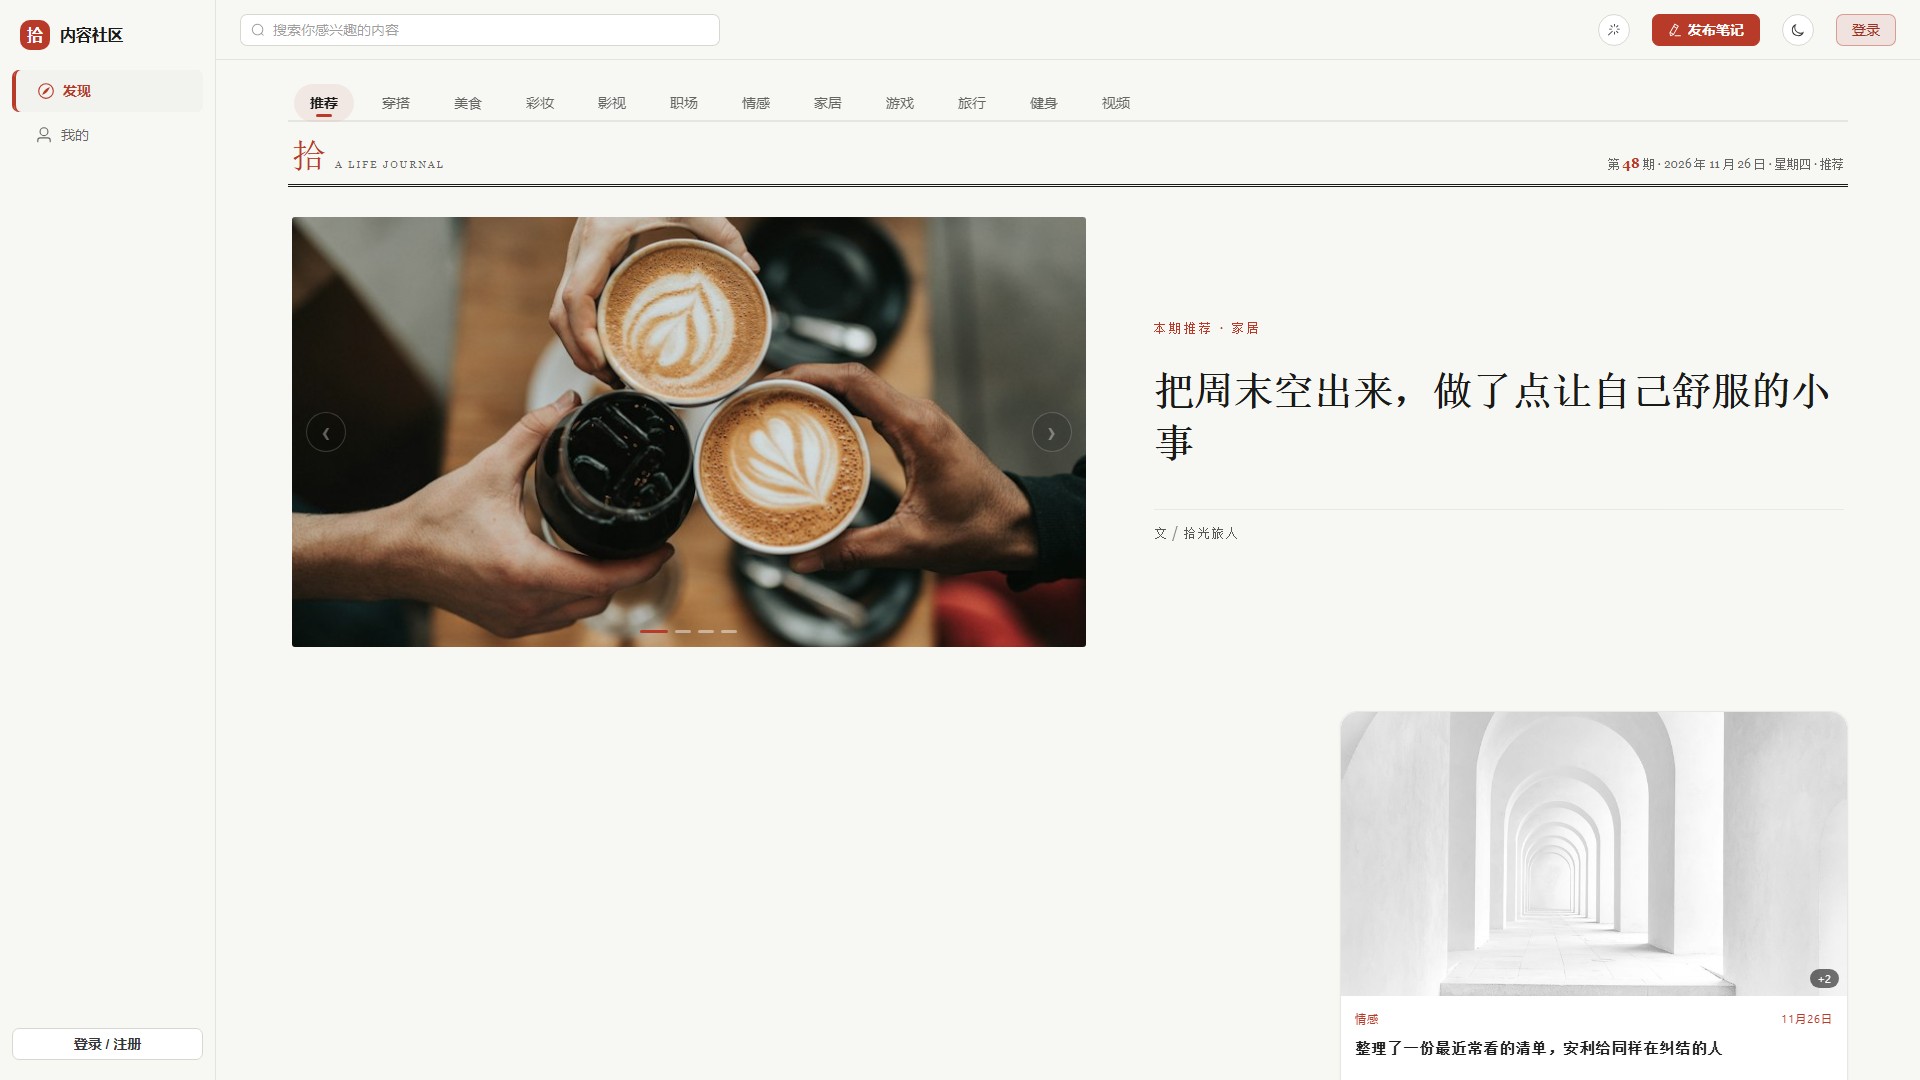 拾 内容社区
搜索你感兴趣的内容
发布笔记
登录
发现
我的
推荐 穿搭 美食 彩妆 影视 职场 情感 家居 游戏 旅行 健身 视频
拾 A LIFE JOURNAL
第 48 期 · 2026 年 11 月 26 日 · 星期四 · 推荐
本期推荐 · 家居
把周末空出来，做了点让自己舒服的小
事
文 / 拾光旅人
+2
情感 11月26日
整理了一份最近常看的清单，安利给同样在纠结的人
登录 / 注册